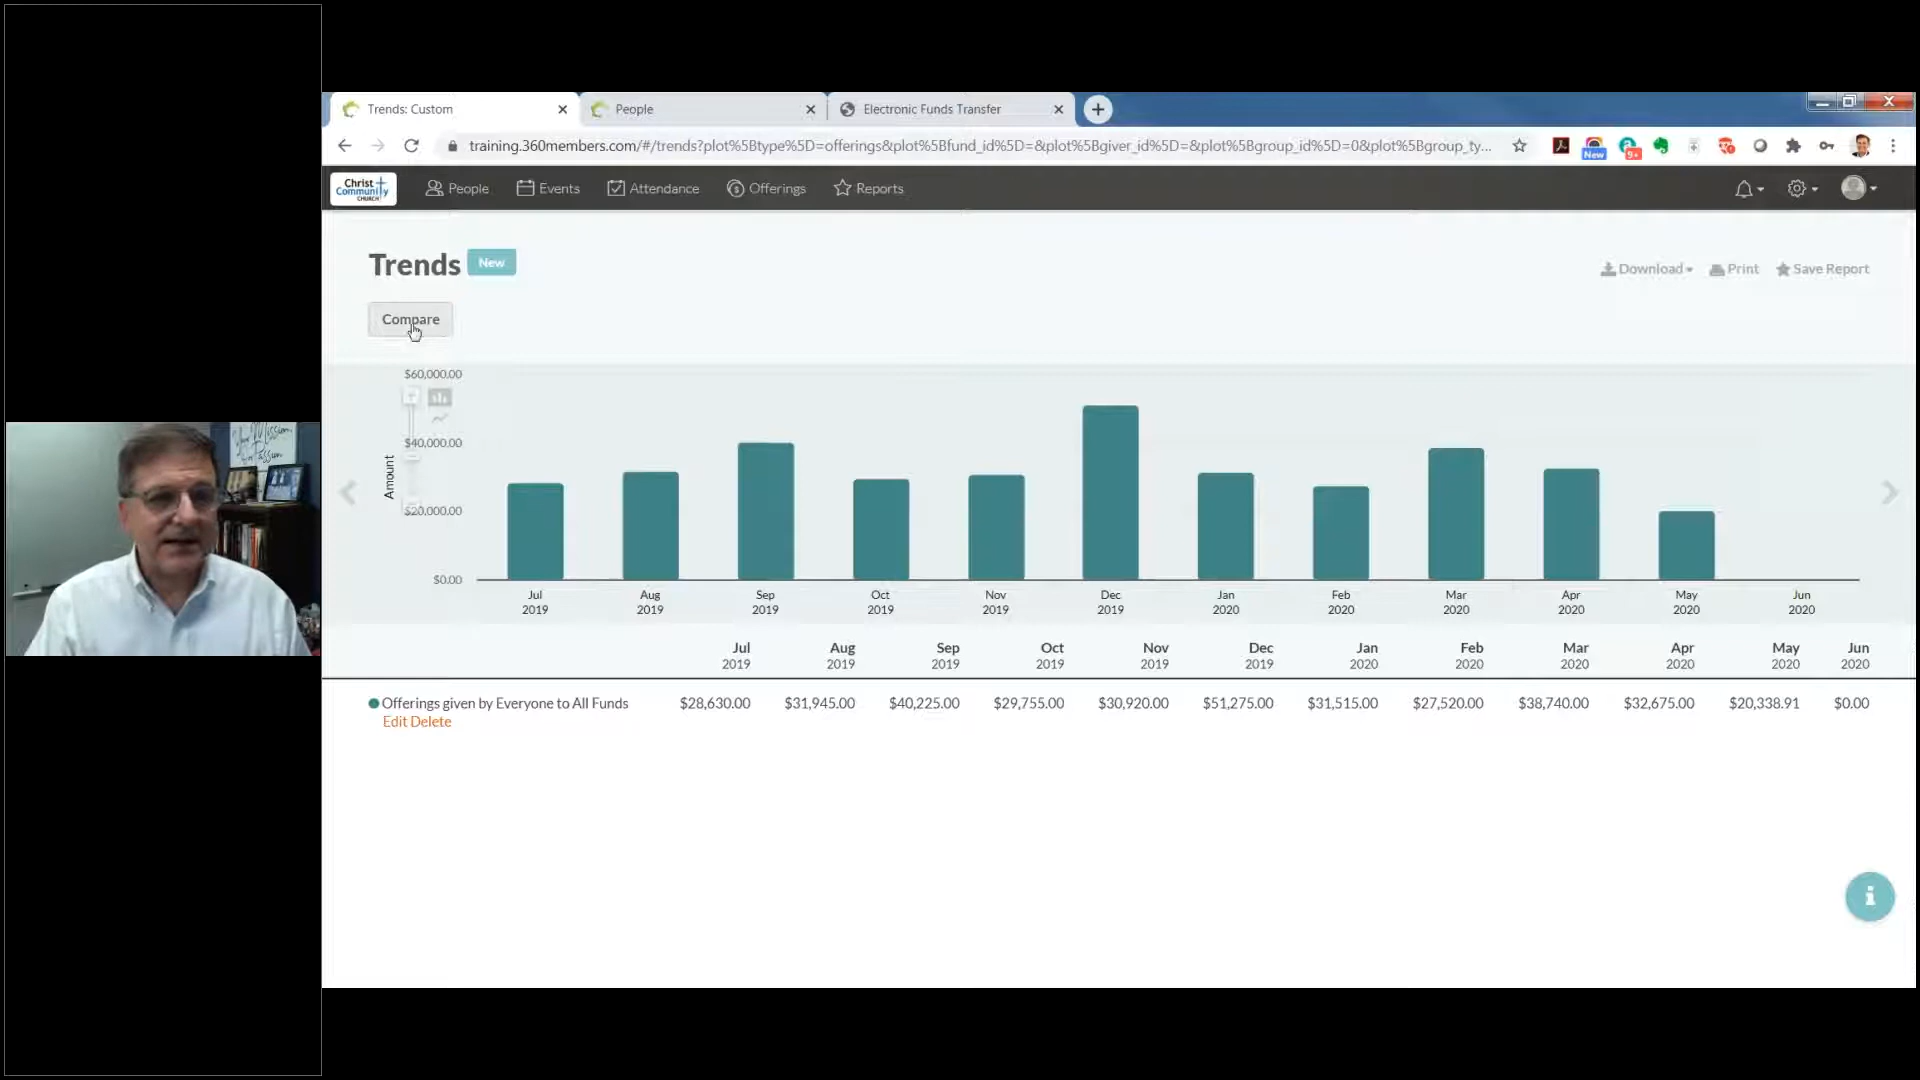 Trends: Custom
People
Electronic Funds Transfer
training.360members.com/#/trends?plot%5Btype%5D=offerings&plot%5Bfund_id%5D=&plot%5Bgiver_id%5D=&plot%5Bgroup_id%5D=0&plot%5Bgroup_ty...
New
9+
Christ Community CHURCH
People Events Attendance Offerings Reports
Trends New
Download Print Save Report
Compare
$60,000.00
$40,000.00
$20,000.00
$0.00
Amount
Jul 2019 Aug 2019 Sep 2019 Oct 2019 Nov 2019 Dec 2019 Jan 2020 Feb 2020 Mar 2020 Apr 2020 May 2020 Jun 2020
Jul Aug Sep Oct Nov Dec Jan Feb Mar Apr May Jun
2019 2019 2019 2019 2019 2019 2020 2020 2020 2020 2020 2020
Offerings given by Everyone to All Funds $28,630.00 $31,945.00 $40,225.00 $29,755.00 $30,920.00 $51,275.00 $31,515.00 $27,520.00 $38,740.00 $32,675.00 $20,338.91 $0.00
Edit Delete